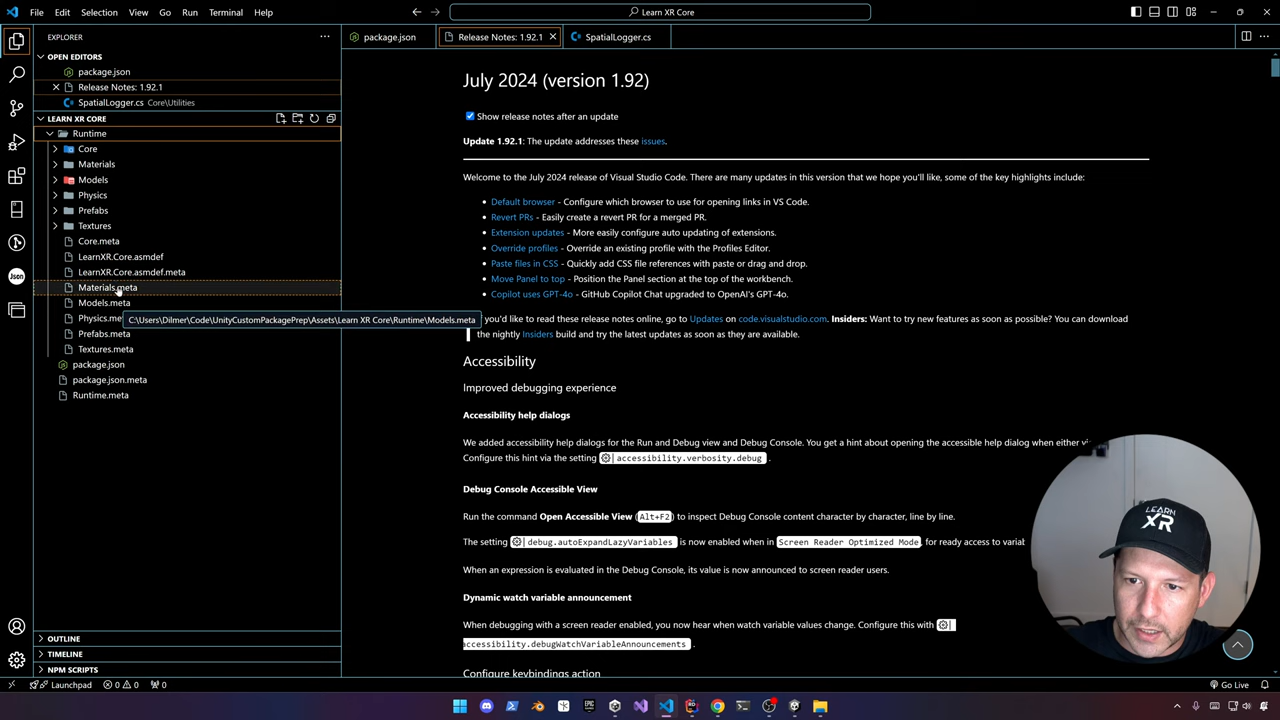 File Edit Selection View Go Run Terminal Help
Learn XR Core
EXPLORER
OPEN EDITORS
package.json
Release Notes: 1.92.1
SpatialLogger.cs Core\Utilities
LEARN XR CORE
Runtime
Core
Materials
Models
Physics
Prefabs
Textures
Core.meta
LearnXR.Core.asmdef
LearnXR.Core.asmdef.meta
Materials.meta
Models.meta
Physics.me
C:\Users\Dilmer\Code\UnityCustomPackagePrep\Assets\Learn XR Core\Runtime\Models.meta
Prefabs.meta
Textures.meta
package.json
package.json.meta
Runtime.meta
OUTLINE
TIMELINE
NPM SCRIPTS
package.json
Release Notes: 1.92.1
SpatialLogger.cs
July 2024 (version 1.92)
Show release notes after an update
Update 1.92.1: The update addresses these issues.
Welcome to the July 2024 release of Visual Studio Code. There are many updates in this version that we hope you'll like, some of the key highlights include:
• Default browser - Configure which browser to use for opening links in VS Code.
• Revert PRs - Easily create a revert PR for a merged PR.
• Extension updates - More easily configure auto updating of extensions.
• Override profiles - Override an existing profile with the Profiles Editor.
• Paste files in CSS - Quickly add CSS file references with paste or drag and drop.
• Move Panel to top - Position the Panel section at the top of the workbench.
• Copilot uses GPT-4o - GitHub Copilot Chat upgraded to OpenAI's GPT-4o.
you'd like to read these release notes online, go to Updates on code.visualstudio.com. Insiders: Want to try new features as soon as possible? You can download
the nightly Insiders build and try the latest updates as soon as they are available.
Accessibility
Improved debugging experience
Accessibility help dialogs
We added accessibility help dialogs for the Run and Debug view and Debug Console. You get a hint about opening the accessible help dialog when either vi
Configure this hint via the setting accessibility.verbosity.debug .
Debug Console Accessible View
Run the command Open Accessible View (Alt+F2) to inspect Debug Console content character by character, line by line.
The setting debug.autoExpandLazyVariables is now enabled when in Screen Reader Optimized Mode for ready access to variab
When an expression is evaluated in the Debug Console, its value is now announced to screen reader users.
Dynamic watch variable announcement
When debugging with a screen reader enabled, you now hear when watch variable values change. Configure this with
accessibility.debugWatchVariableAnnouncements .
Configure keybindings action
LEARN
XR
Json
Launchpad 0 0 0
Go Live